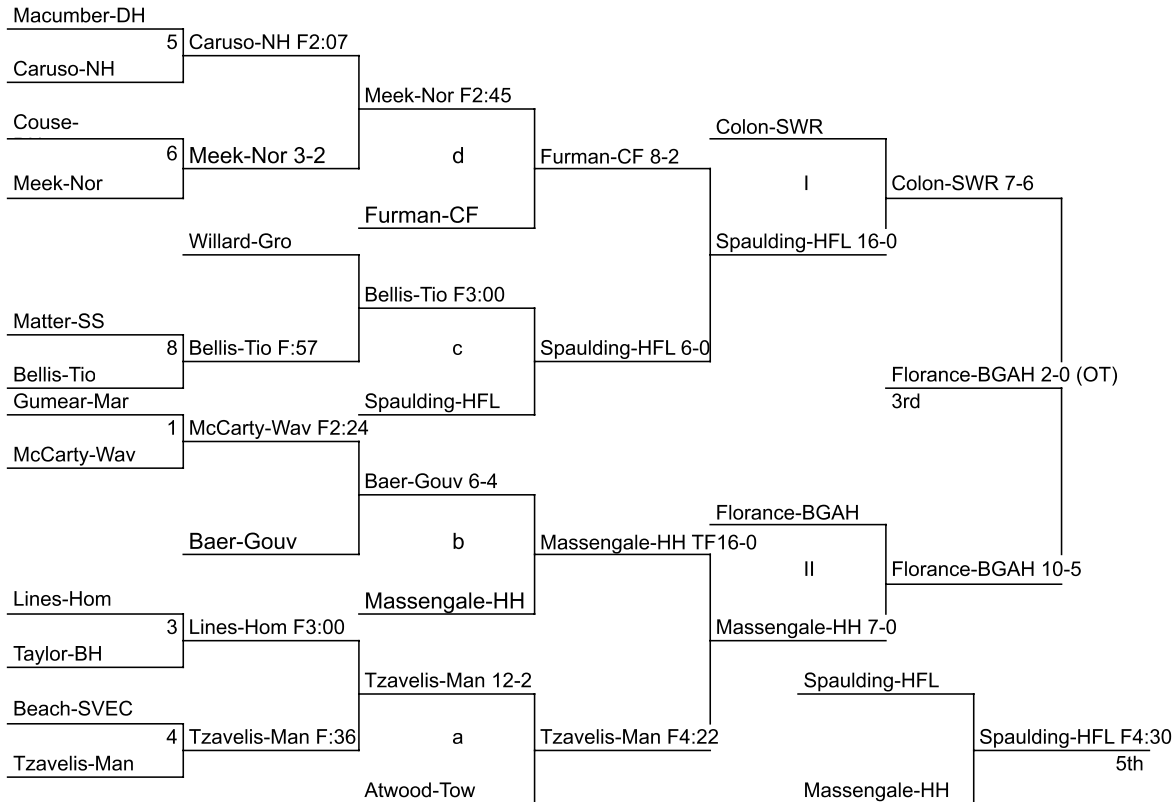 Macumber-DH
5
Caruso-NH F2:07
Caruso-NH
Meek-Nor F2:45
Couse-
Colon-SWR
6
Meek-Nor 3-2
d
Furman-CF 8-2
Meek-Nor
I
Colon-SWR 7-6
Furman-CF
Willard-Gro
Spaulding-HFL 16-0
Bellis-Tio F3:00
Matter-SS
8
Bellis-Tio F:57
c
Spaulding-HFL 6-0
Bellis-Tio
Florance-BGAH 2-0 (OT)
3rd
Gumear-Mar
Spaulding-HFL
1
McCarty-Wav F2:24
McCarty-Wav
Baer-Gouv 6-4
Florance-BGAH
Baer-Gouv
b
Massengale-HH TF16-0
II
Florance-BGAH 10-5
Lines-Hom
Massengale-HH
3
Lines-Hom F3:00
Massengale-HH 7-0
Taylor-BH
Tzavelis-Man 12-2
Spaulding-HFL
Beach-SVEC
4
Tzavelis-Man F:36
a
Tzavelis-Man F4:22
Spaulding-HFL F4:30
5th
Tzavelis-Man
Atwood-Tow
Massengale-HH